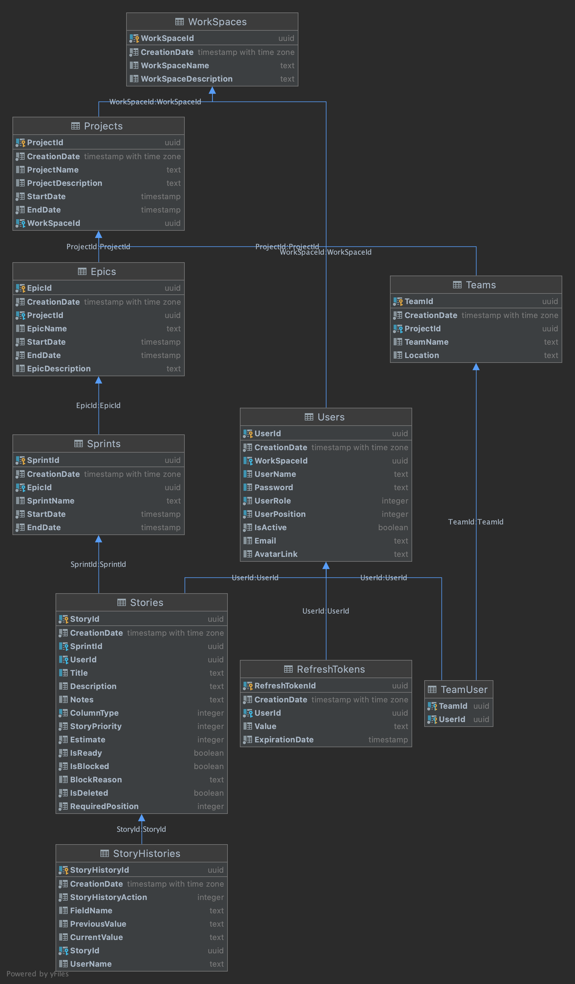 WorkSpaces
WorkSpaceId uuid
CreationDate timestamp with time zone
WorkSpaceName text
WorkSpaceDescription text
WorkSpaceId:WorkSpaceId
Projects
ProjectId uuid
CreationDate timestamp with time zone
ProjectName text
ProjectDescription text
StartDate timestamp
EndDate timestamp
WorkSpaceId uuid
ProjectId:ProjectId
ProjectId:ProjectId
WorkSpaceId:WorkSpaceId
Epics
EpicId uuid
CreationDate timestamp with time zone
ProjectId uuid
EpicName text
StartDate timestamp
EndDate timestamp
EpicDescription text
Teams
TeamId uuid
CreationDate timestamp with time zone
ProjectId uuid
TeamName text
Location text
EpicId:EpicId
Users
UserId uuid
CreationDate timestamp with time zone
WorkSpaceId uuid
UserName text
Password text
UserRole integer
UserPosition integer
IsActive boolean
Email text
AvatarLink text
Sprints
SprintId uuid
CreationDate timestamp with time zone
EpicId uuid
SprintName text
StartDate timestamp
EndDate timestamp
TeamId:TeamId
SprintId:SprintId
UserId:UserId
UserId:UserId
UserId:UserId
Stories
StoryId uuid
CreationDate timestamp with time zone
SprintId uuid
UserId uuid
Title text
Description text
Notes text
ColumnType integer
StoryPriority integer
Estimate integer
IsReady boolean
IsBlocked boolean
BlockReason text
IsDeleted boolean
RequiredPosition integer
RefreshTokens
RefreshTokenId uuid
CreationDate timestamp with time zone
UserId uuid
Value text
ExpirationDate timestamp
TeamUser
TeamId uuid
UserId uuid
StoryId:StoryId
StoryHistories
StoryHistoryId uuid
CreationDate timestamp with time zone
StoryHistoryAction integer
FieldName text
PreviousValue text
CurrentValue text
StoryId uuid
UserName text
Powered by yFiles